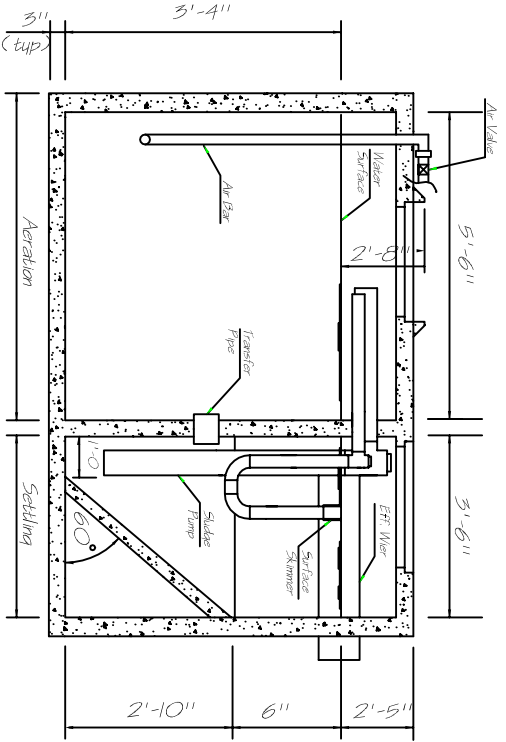 3'-4"
3"
(typ)
Air Valve
Water
Surface
Air Bar
2'-8"
5'-6"
Aeration
Transfer
Pipe
1'-0
Sludge
Pump
Eff Wier
Surface
Skimmer
3'-6"
60°
Settling
2'-10"
6"
2'-5"